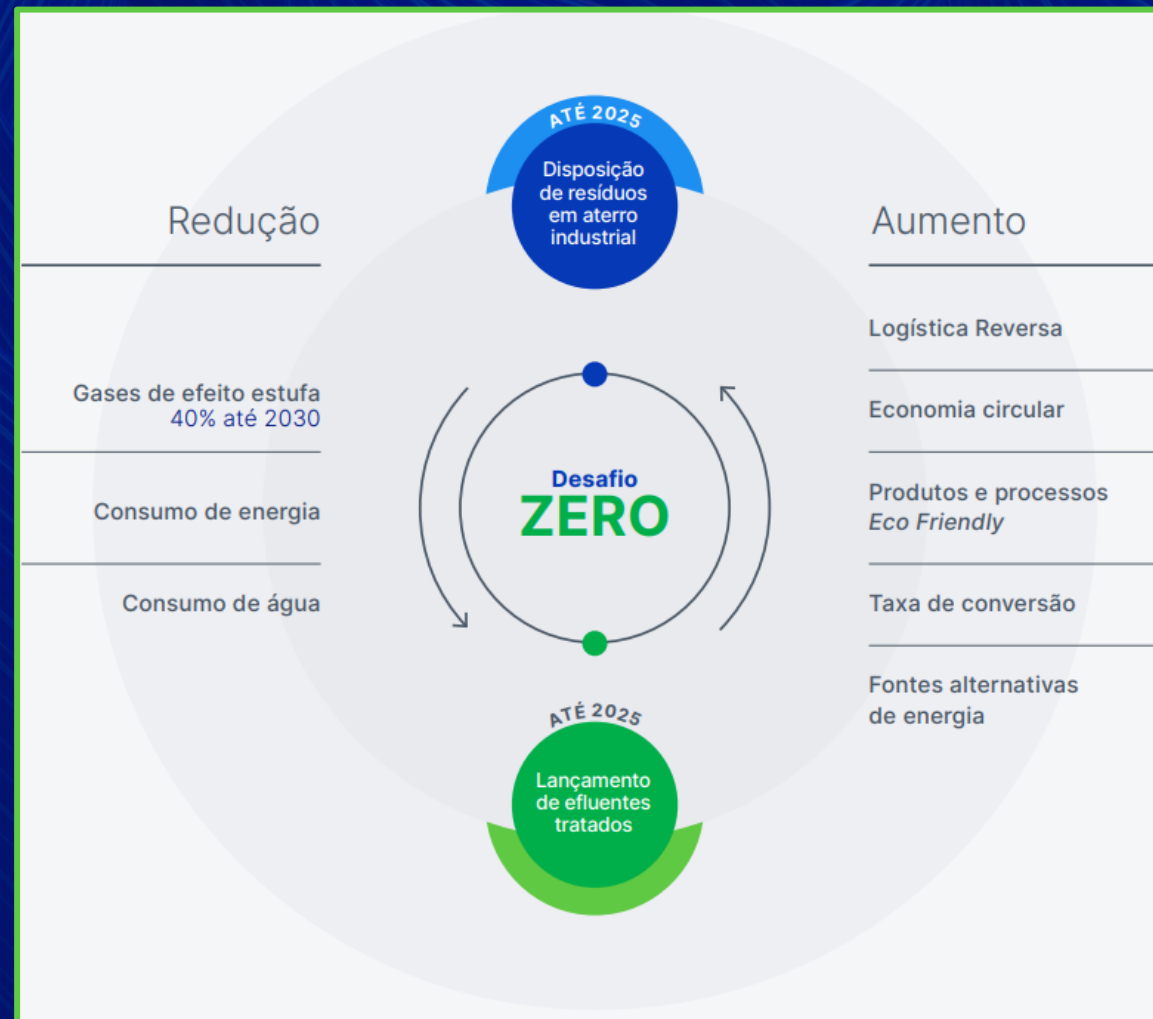 ATÉ 2025
Disposição
de resíduos
em aterro
industrial
Redução
Gases de efeito estufa
40% até 2030
Consumo de energia
Consumo de água
Desafio
ZERO
Aumento
Logística Reversa
Economia circular
Produtos e processos
Eco Friendly
Taxa de conversão
Fontes alternativas
de energia
ATÉ 2025
Lançamento
de efluentes
tratados